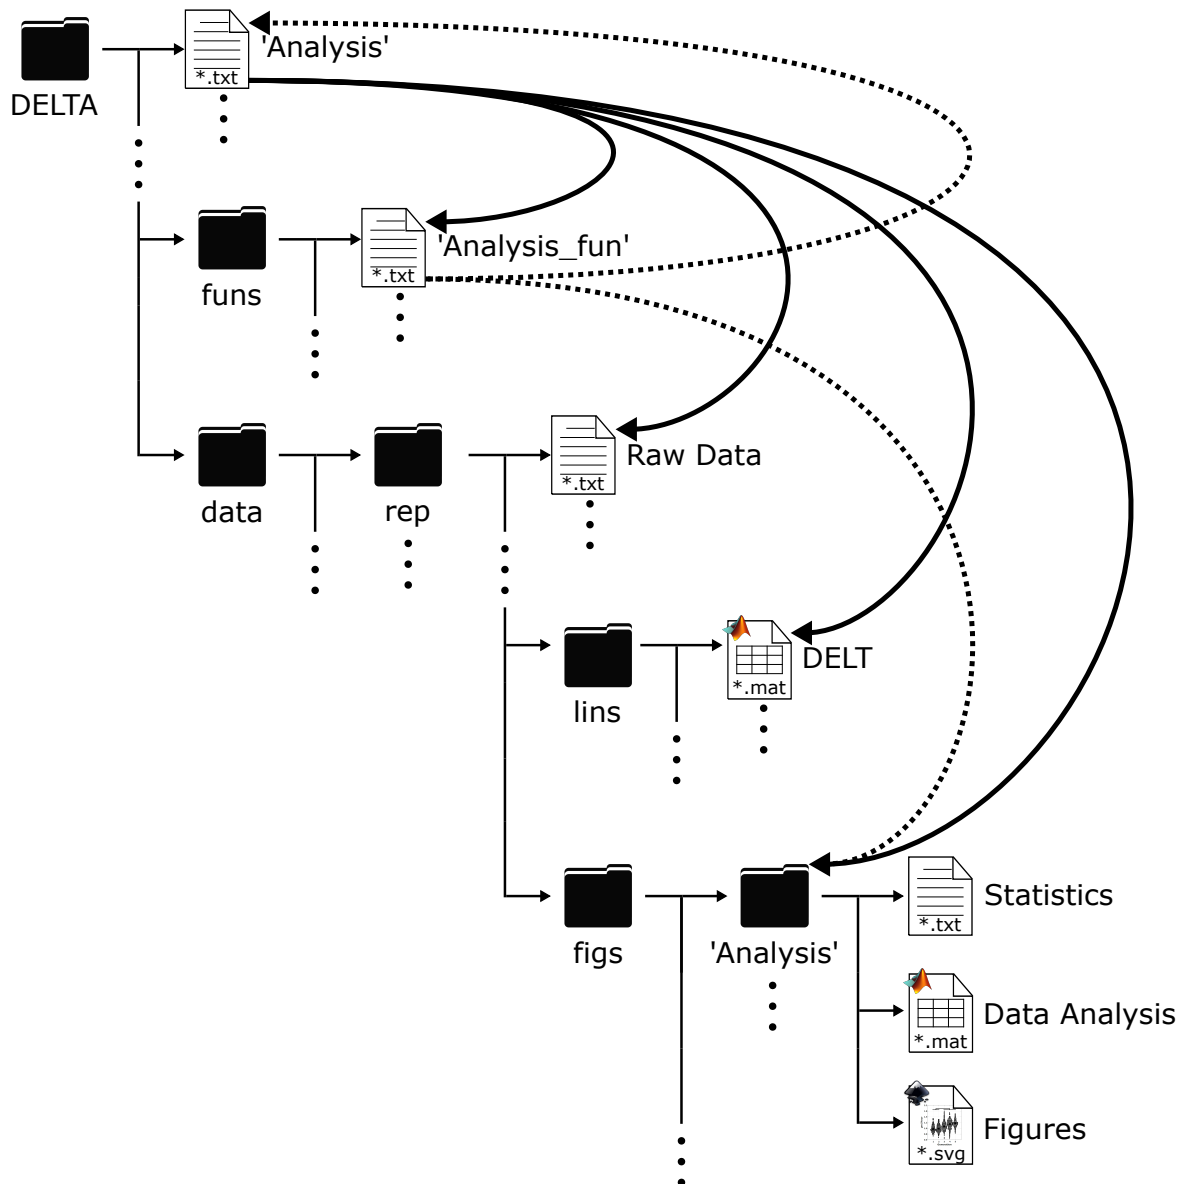 'Analysis'
*.txt
DELTA
'Analysis_fun'
*.txt
funs
Raw Data
*.txt
data
rep
DELT
*.mat
lins
Statistics
*.txt
figs
'Analysis'
Data Analysis
*.mat
Figures
*.svg